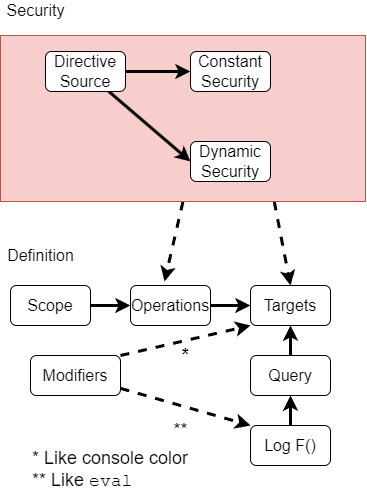 Security
Directive
Source
Constant
Security
Dynamic
Security
Definition
Scope
Operations
Targets
*
Modifiers
Query
**
Log F()
* Like console color
** Like eval